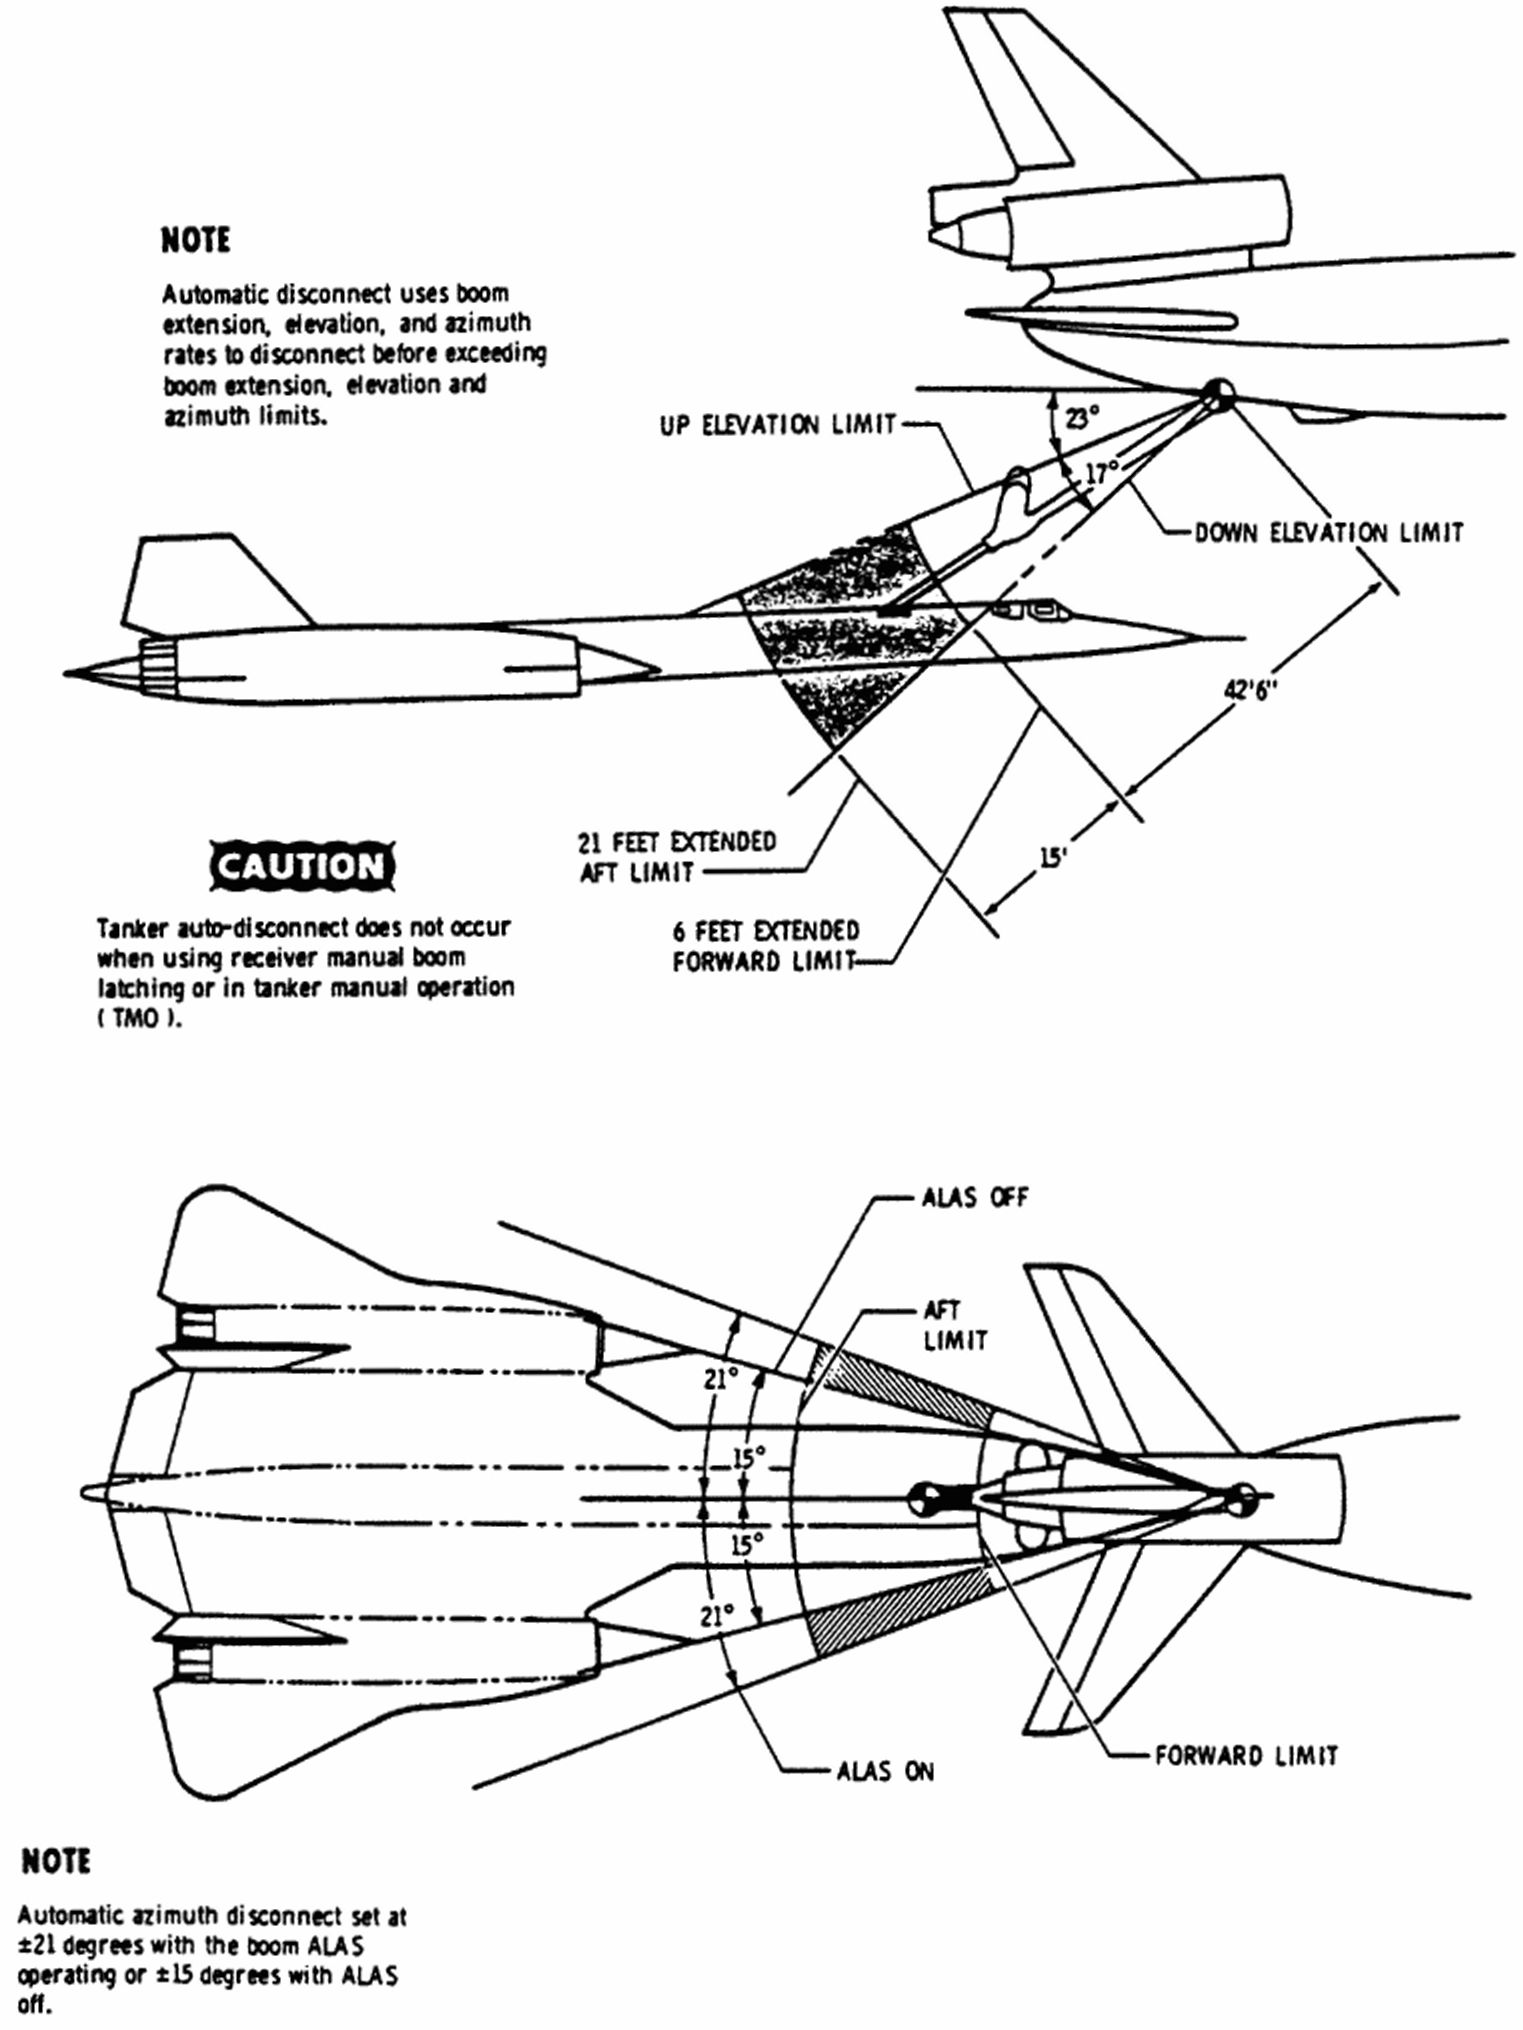 NOTE
Automatic disconnect uses boom
extension, elevation, and azimuth
rates to disconnect before exceeding
boom extension, elevation and
azimuth limits.
UP ELEVATION LIMIT
23°
17°
DOWN ELEVATION LIMIT
42'6"
15'
21 FEET EXTENDED
AFT LIMIT
6 FEET EXTENDED
FORWARD LIMIT
CAUTION
Tanker auto-disconnect does not occur
when using receiver manual boom
latching or in tanker manual operation
( TMO ).
ALAS OFF
AFT
LIMIT
21°
15°
15°
21°
ALAS ON
FORWARD LIMIT
NOTE
Automatic azimuth disconnect set at
±21 degrees with the boom ALAS
operating or ±15 degrees with ALAS
off.